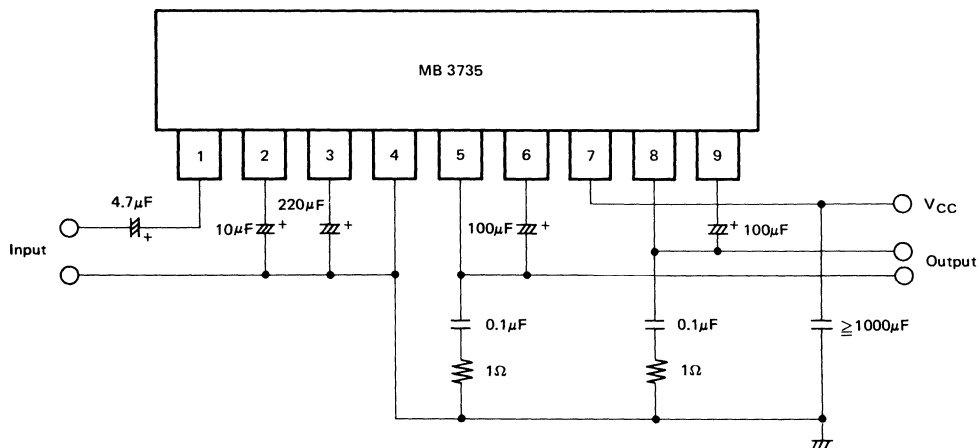 MB 3735
1 2 3 4 5 6 7 8 9
4.7μF
+
10μF
+
220μF
+
100μF
+
+
100μF
VCC
Input
Output
0.1μF
0.1μF
≧1000μF
1Ω
1Ω